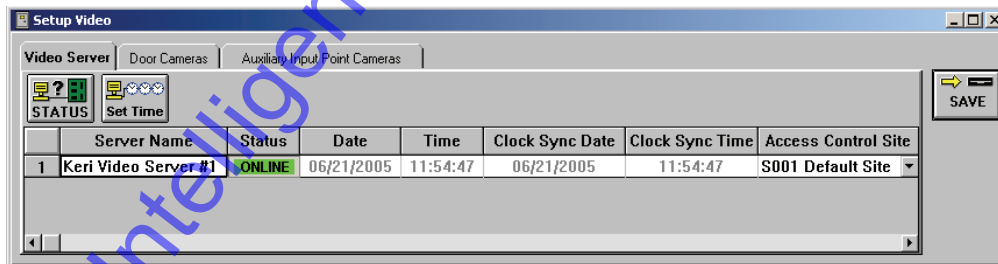 Setup Video
Video Server Door Cameras Auxiliary Input Point Cameras
STATUS Set Time SAVE
Server Name Status Date Time Clock Sync Date Clock Sync Time Access Control Site
1 Keri Video Server #1 ONLINE 06/21/2005 11:54:47 06/21/2005 11:54:47 S001 Default Site
Intelligen